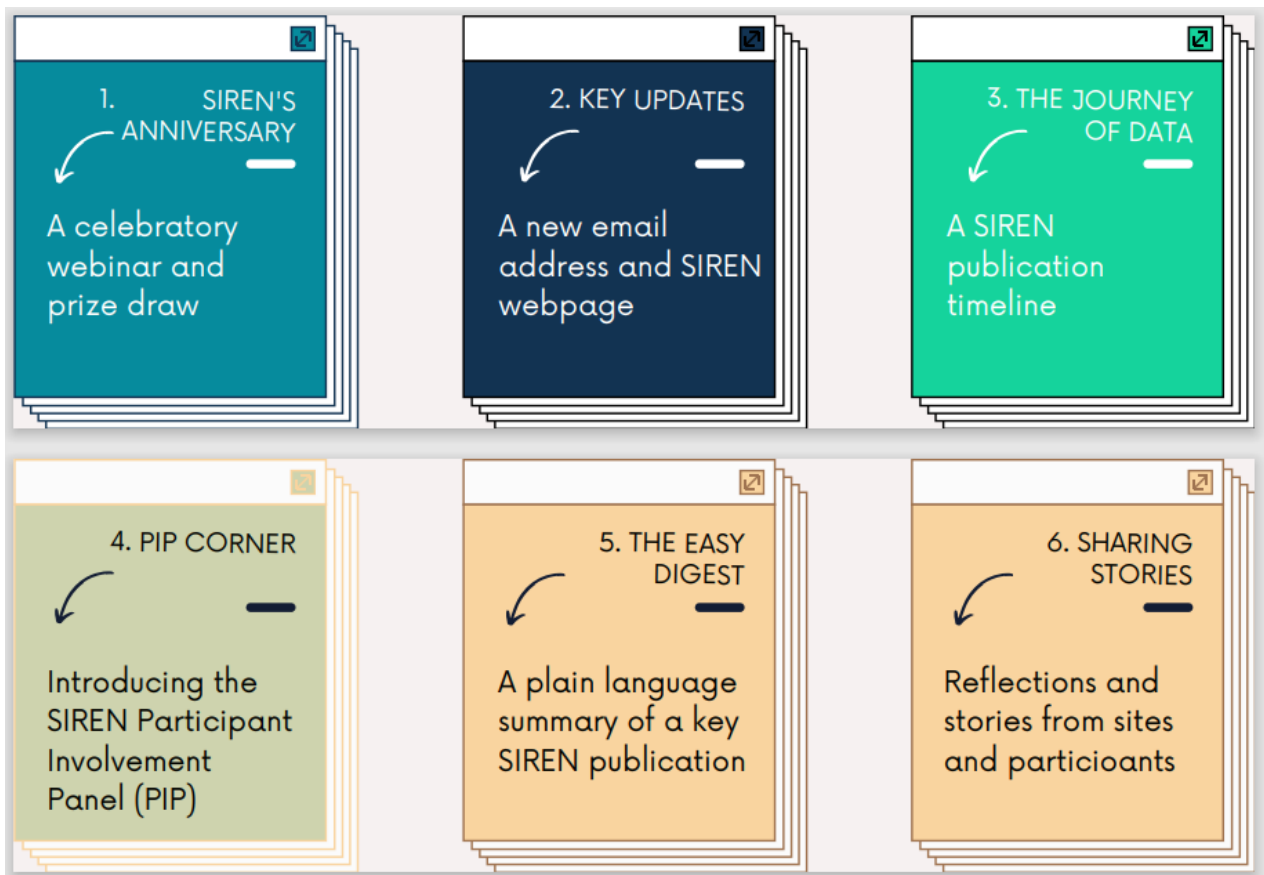 1. SIREN'S
ANNIVERSARY
A celebratory
webinar and
prize draw
2. KEY UPDATES
A new email
address and SIREN
webpage
3. THE JOURNEY
OF DATA
A SIREN
publication
timeline
4. PIP CORNER
Introducing the
SIREN Participant
Involvement
Panel (PIP)
5. THE EASY
DIGEST
A plain language
summary of a key
SIREN publication
6. SHARING
STORIES
Reflections and
stories from sites
and particioants